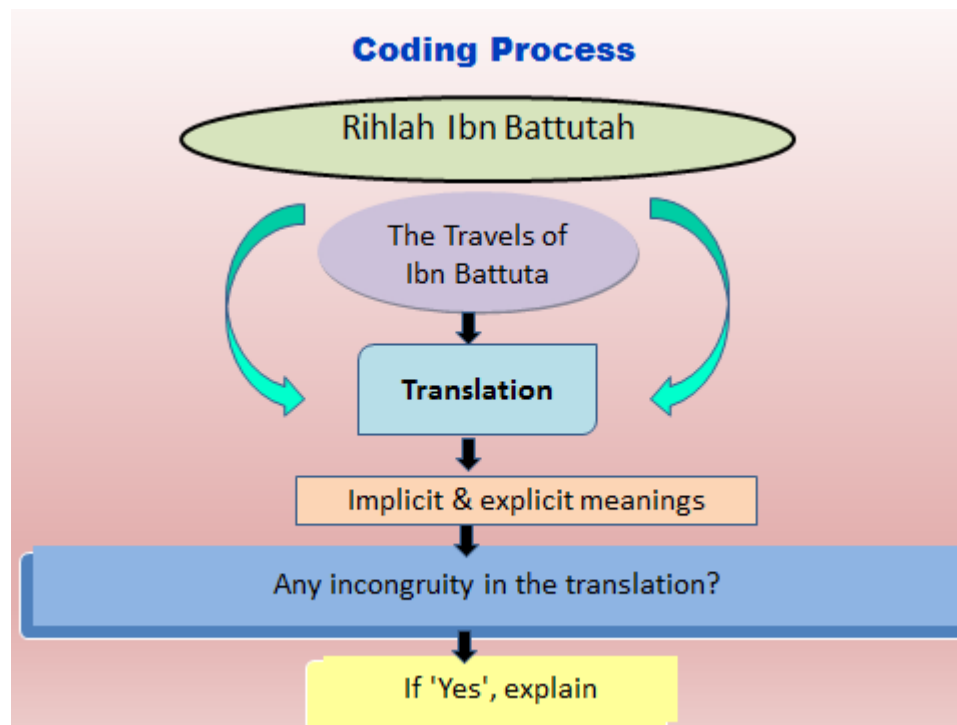 Coding Process
Rihlah Ibn Battutah
The Travels of
Ibn Battuta
Translation
Implicit & explicit meanings
Any incongruity in the translation?
If 'Yes', explain